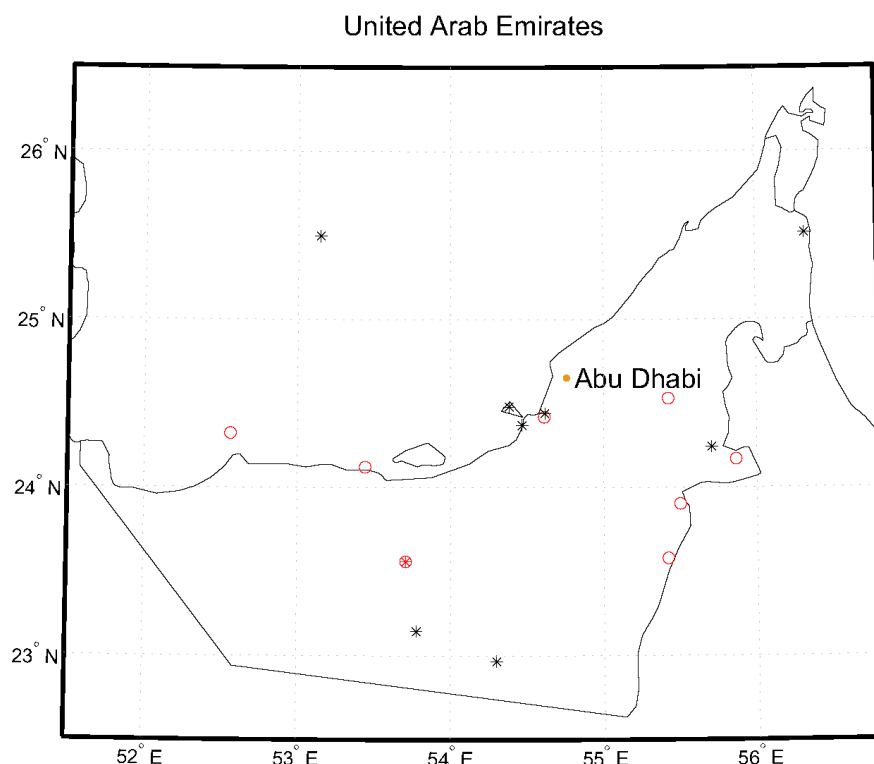 United Arab Emirates
26° N
25° N
Abu Dhabi
24° N
23° N
52° E
53° E
54° E
55° E
56° E